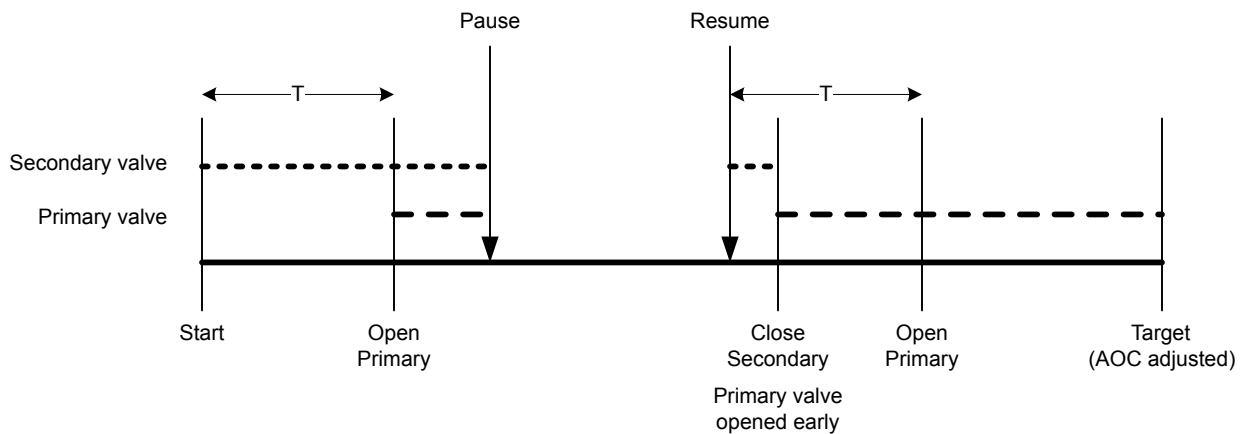 Pause
Resume
T
T
Secondary valve
Primary valve
Start
Open
Primary
Close
Secondary
Open
Primary
Target
(AOC adjusted)
Primary valve
opened early